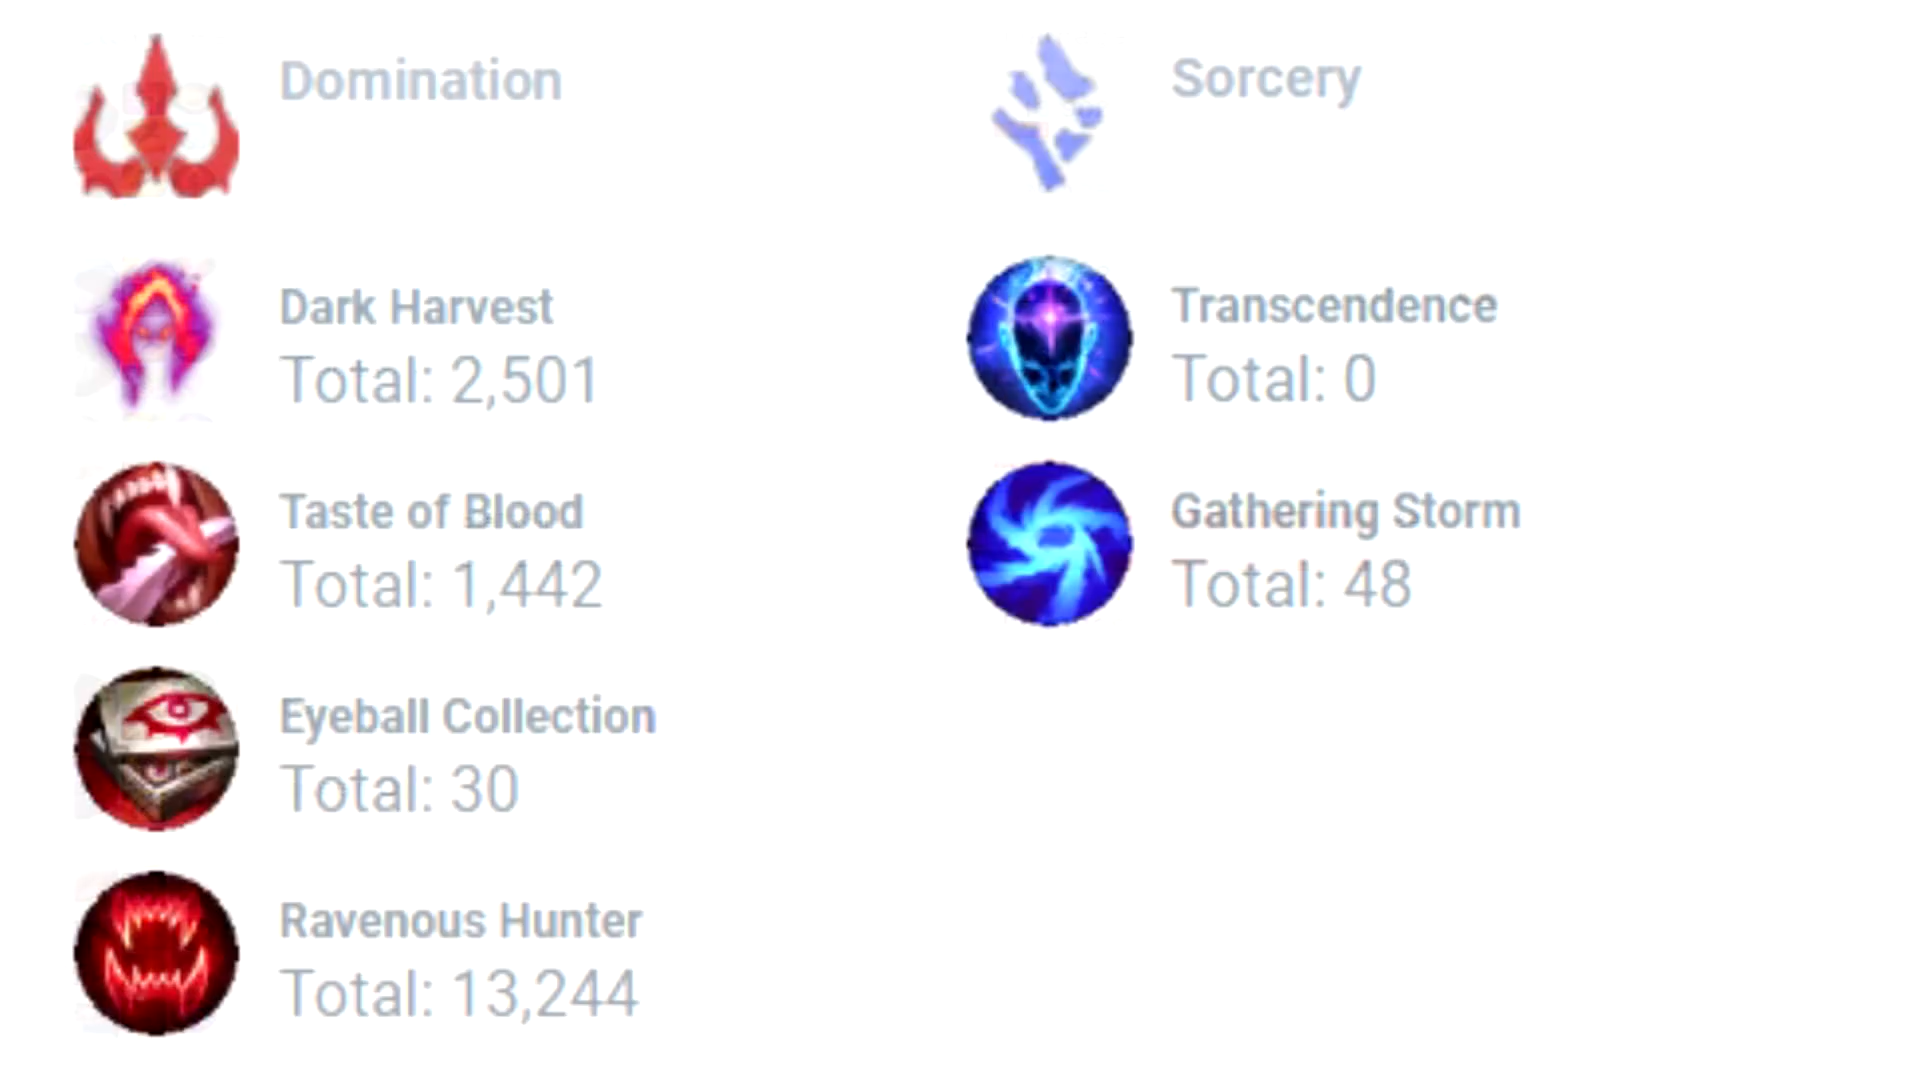 Domination
Dark Harvest
Total: 2,501
Taste of Blood
Total: 1,442
Eyeball Collection
Total: 30
Ravenous Hunter
Total: 13,244
Sorcery
Transcendence
Total: 0
Gathering Storm
Total: 48